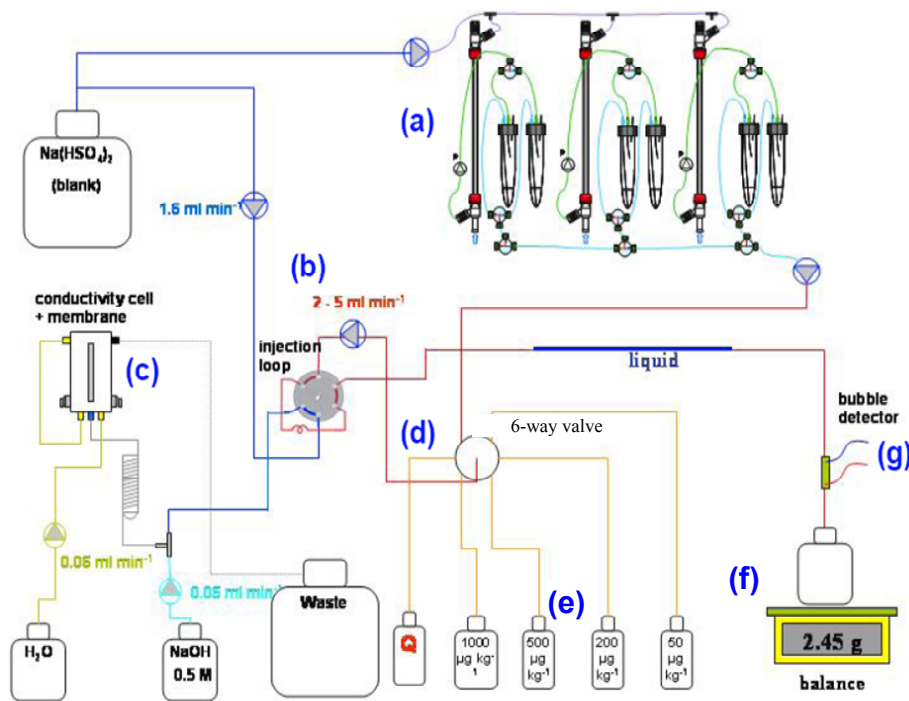 (a)
Na(HSO₄)₂
(blank)
1.6 ml min⁻¹
(b)
2 - 5 ml min⁻¹
conductivity cell
+ membrane
(c)
injection
loop
liquid
bubble
detector
(g)
(d)
6-way valve
0.06 ml min⁻¹
0.06 ml min⁻¹
H₂O
NaOH
0.5 M
Waste
Q
(e)
1000
µg kg⁻
1
500
µg
kg⁻¹
200
µg
kg⁻¹
50
µg
kg⁻¹
(f)
2.45 g
balance
P
P
P